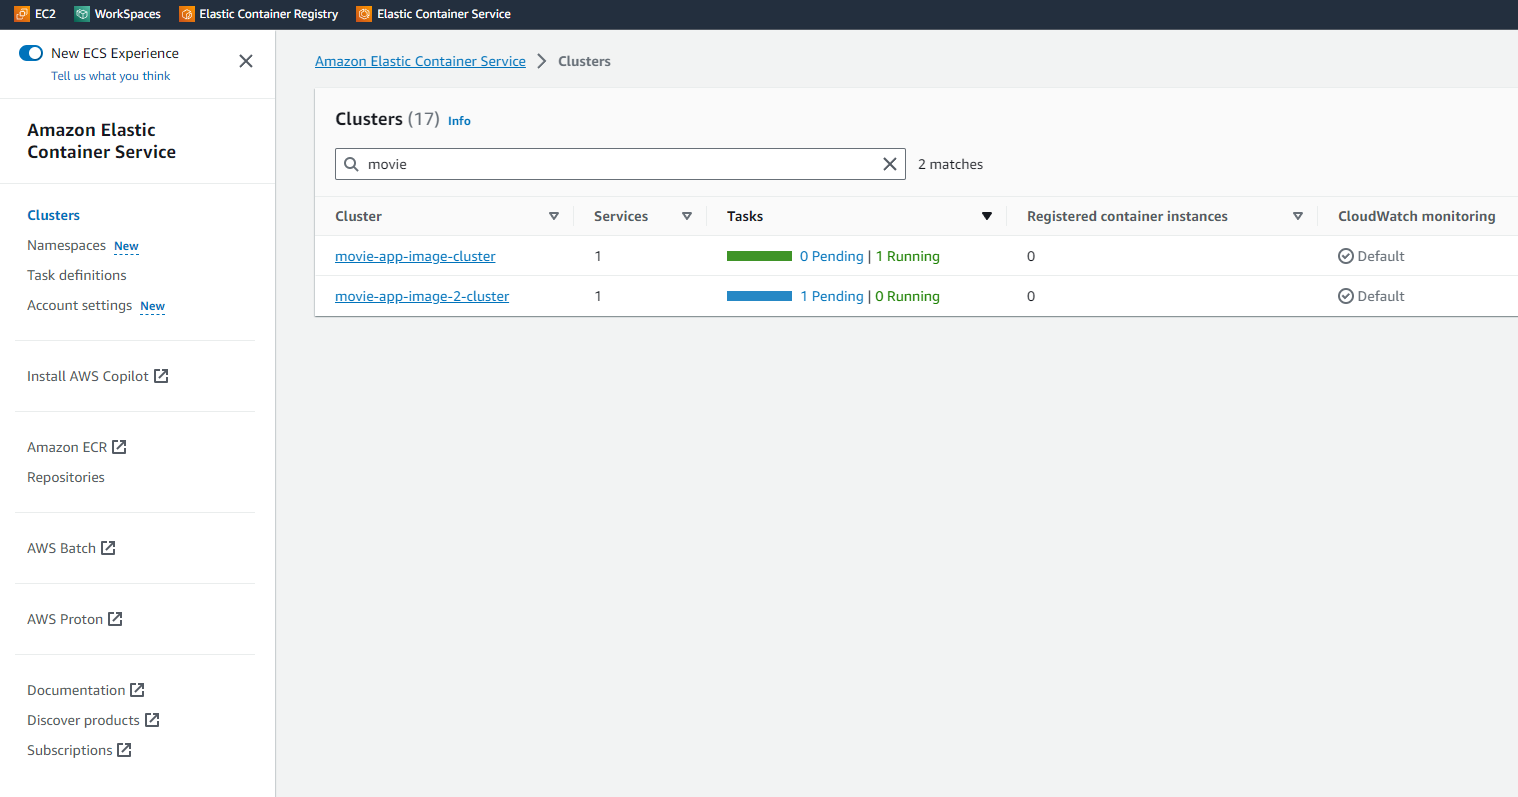 EC2 WorkSpaces Elastic Container Registry Elastic Container Service
New ECS Experience
Tell us what you think
Amazon Elastic
Container Service
Clusters
Namespaces New
Task definitions
Account settings New
Install AWS Copilot
Amazon ECR
Repositories
AWS Batch
AWS Proton
Documentation
Discover products
Subscriptions
Amazon Elastic Container Service Clusters
Clusters (17) Info
movie 2 matches
Cluster Services Tasks Registered container instances CloudWatch monitoring
movie-app-image-cluster 1 0 Pending | 1 Running 0 Default
movie-app-image-2-cluster 1 1 Pending | 0 Running 0 Default